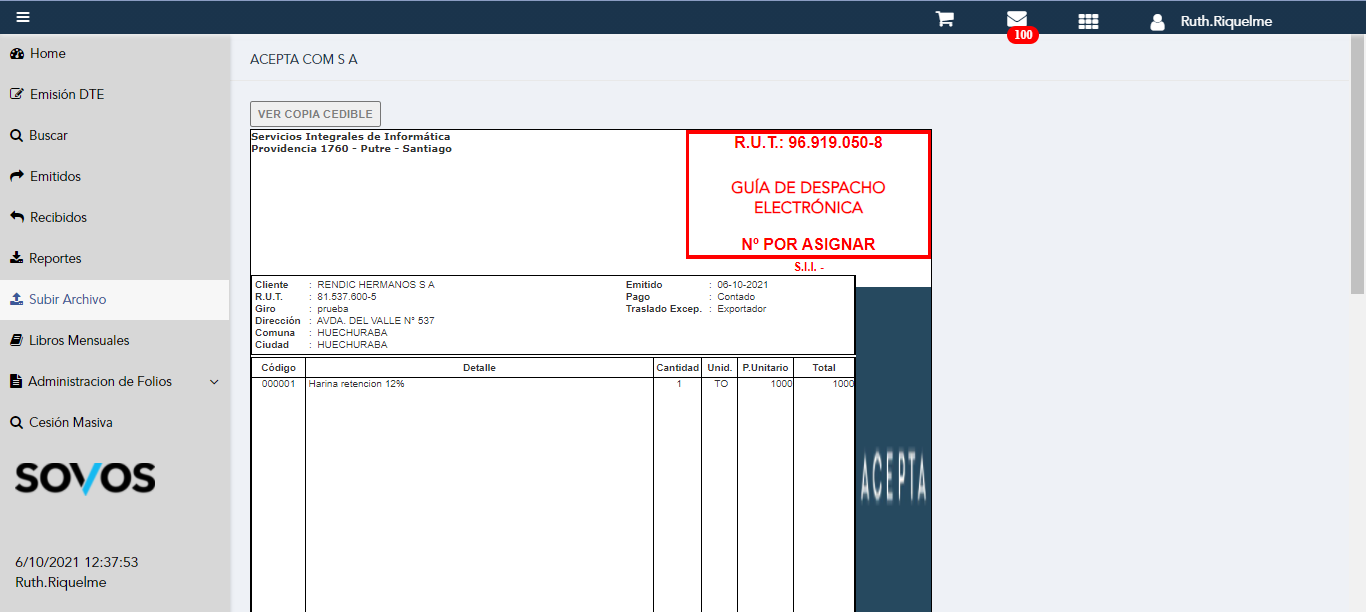 Ruth.Riquelme
100
Home
Emisión DTE
Buscar
Emitidos
Recibidos
Reportes
Subir Archivo
Libros Mensuales
Administracion de Folios
Cesión Masiva
SOVOS
6/10/2021 12:37:53
Ruth.Riquelme
ACEPTA COM S A
VER COPIA CEDIBLE
Servicios Integrales de Informática
Providencia 1760 - Putre - Santiago
R.U.T.: 96.919.050-8
GUÍA DE DESPACHO
ELECTRÓNICA
Nº POR ASIGNAR
S.I.I. -
Cliente : RENDIC HERMANOS S A Emitido : 06-10-2021
R.U.T. : 81.537.600-5 Pago : Contado
Giro : prueba Traslado Excep. : Exportador
Dirección : AVDA. DEL VALLE N° 537
Comuna : HUECHURABA
Ciudad : HUECHURABA
Código Detalle Cantidad Unid. P.Unitario Total
000001 Harina retencion 12% 1 TO 1000 1000
ACEPTA